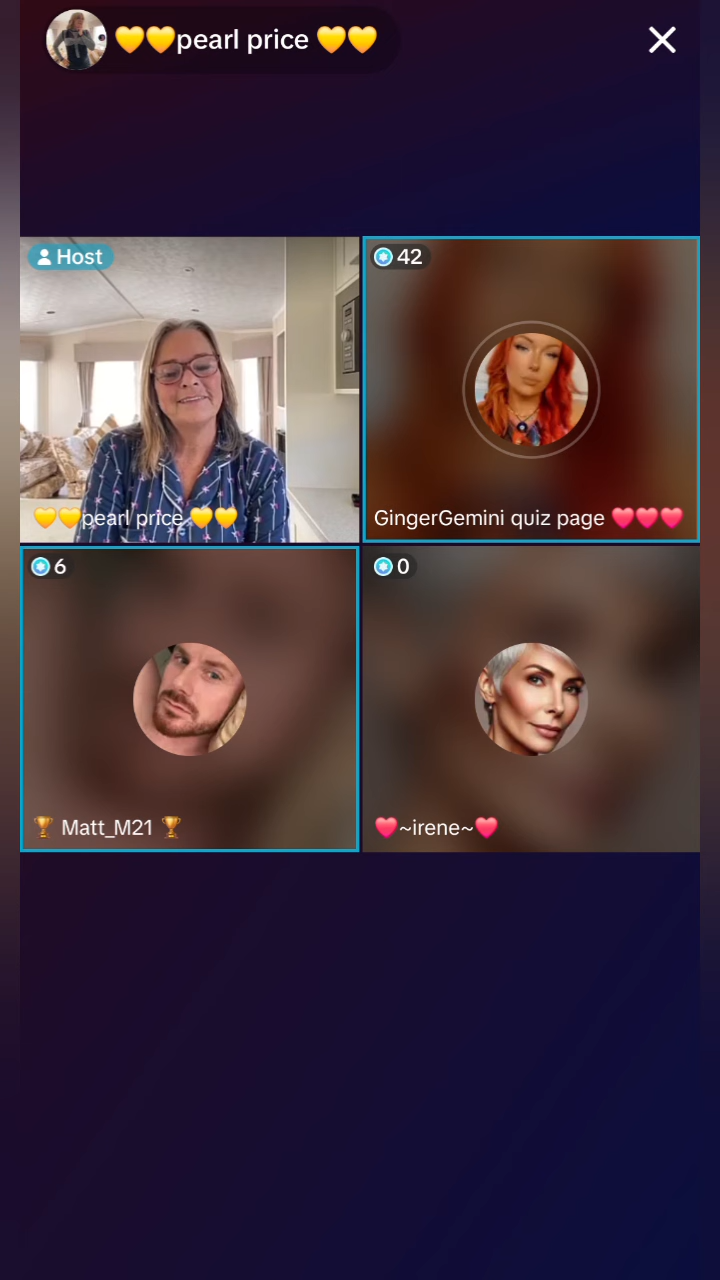 💛💛pearl price 💛💛
Host
42
💛💛pearl price 💛💛
GingerGemini quiz page 💗💗💗
6
0
🏆 Matt_M21 🏆
💗~irene~💗